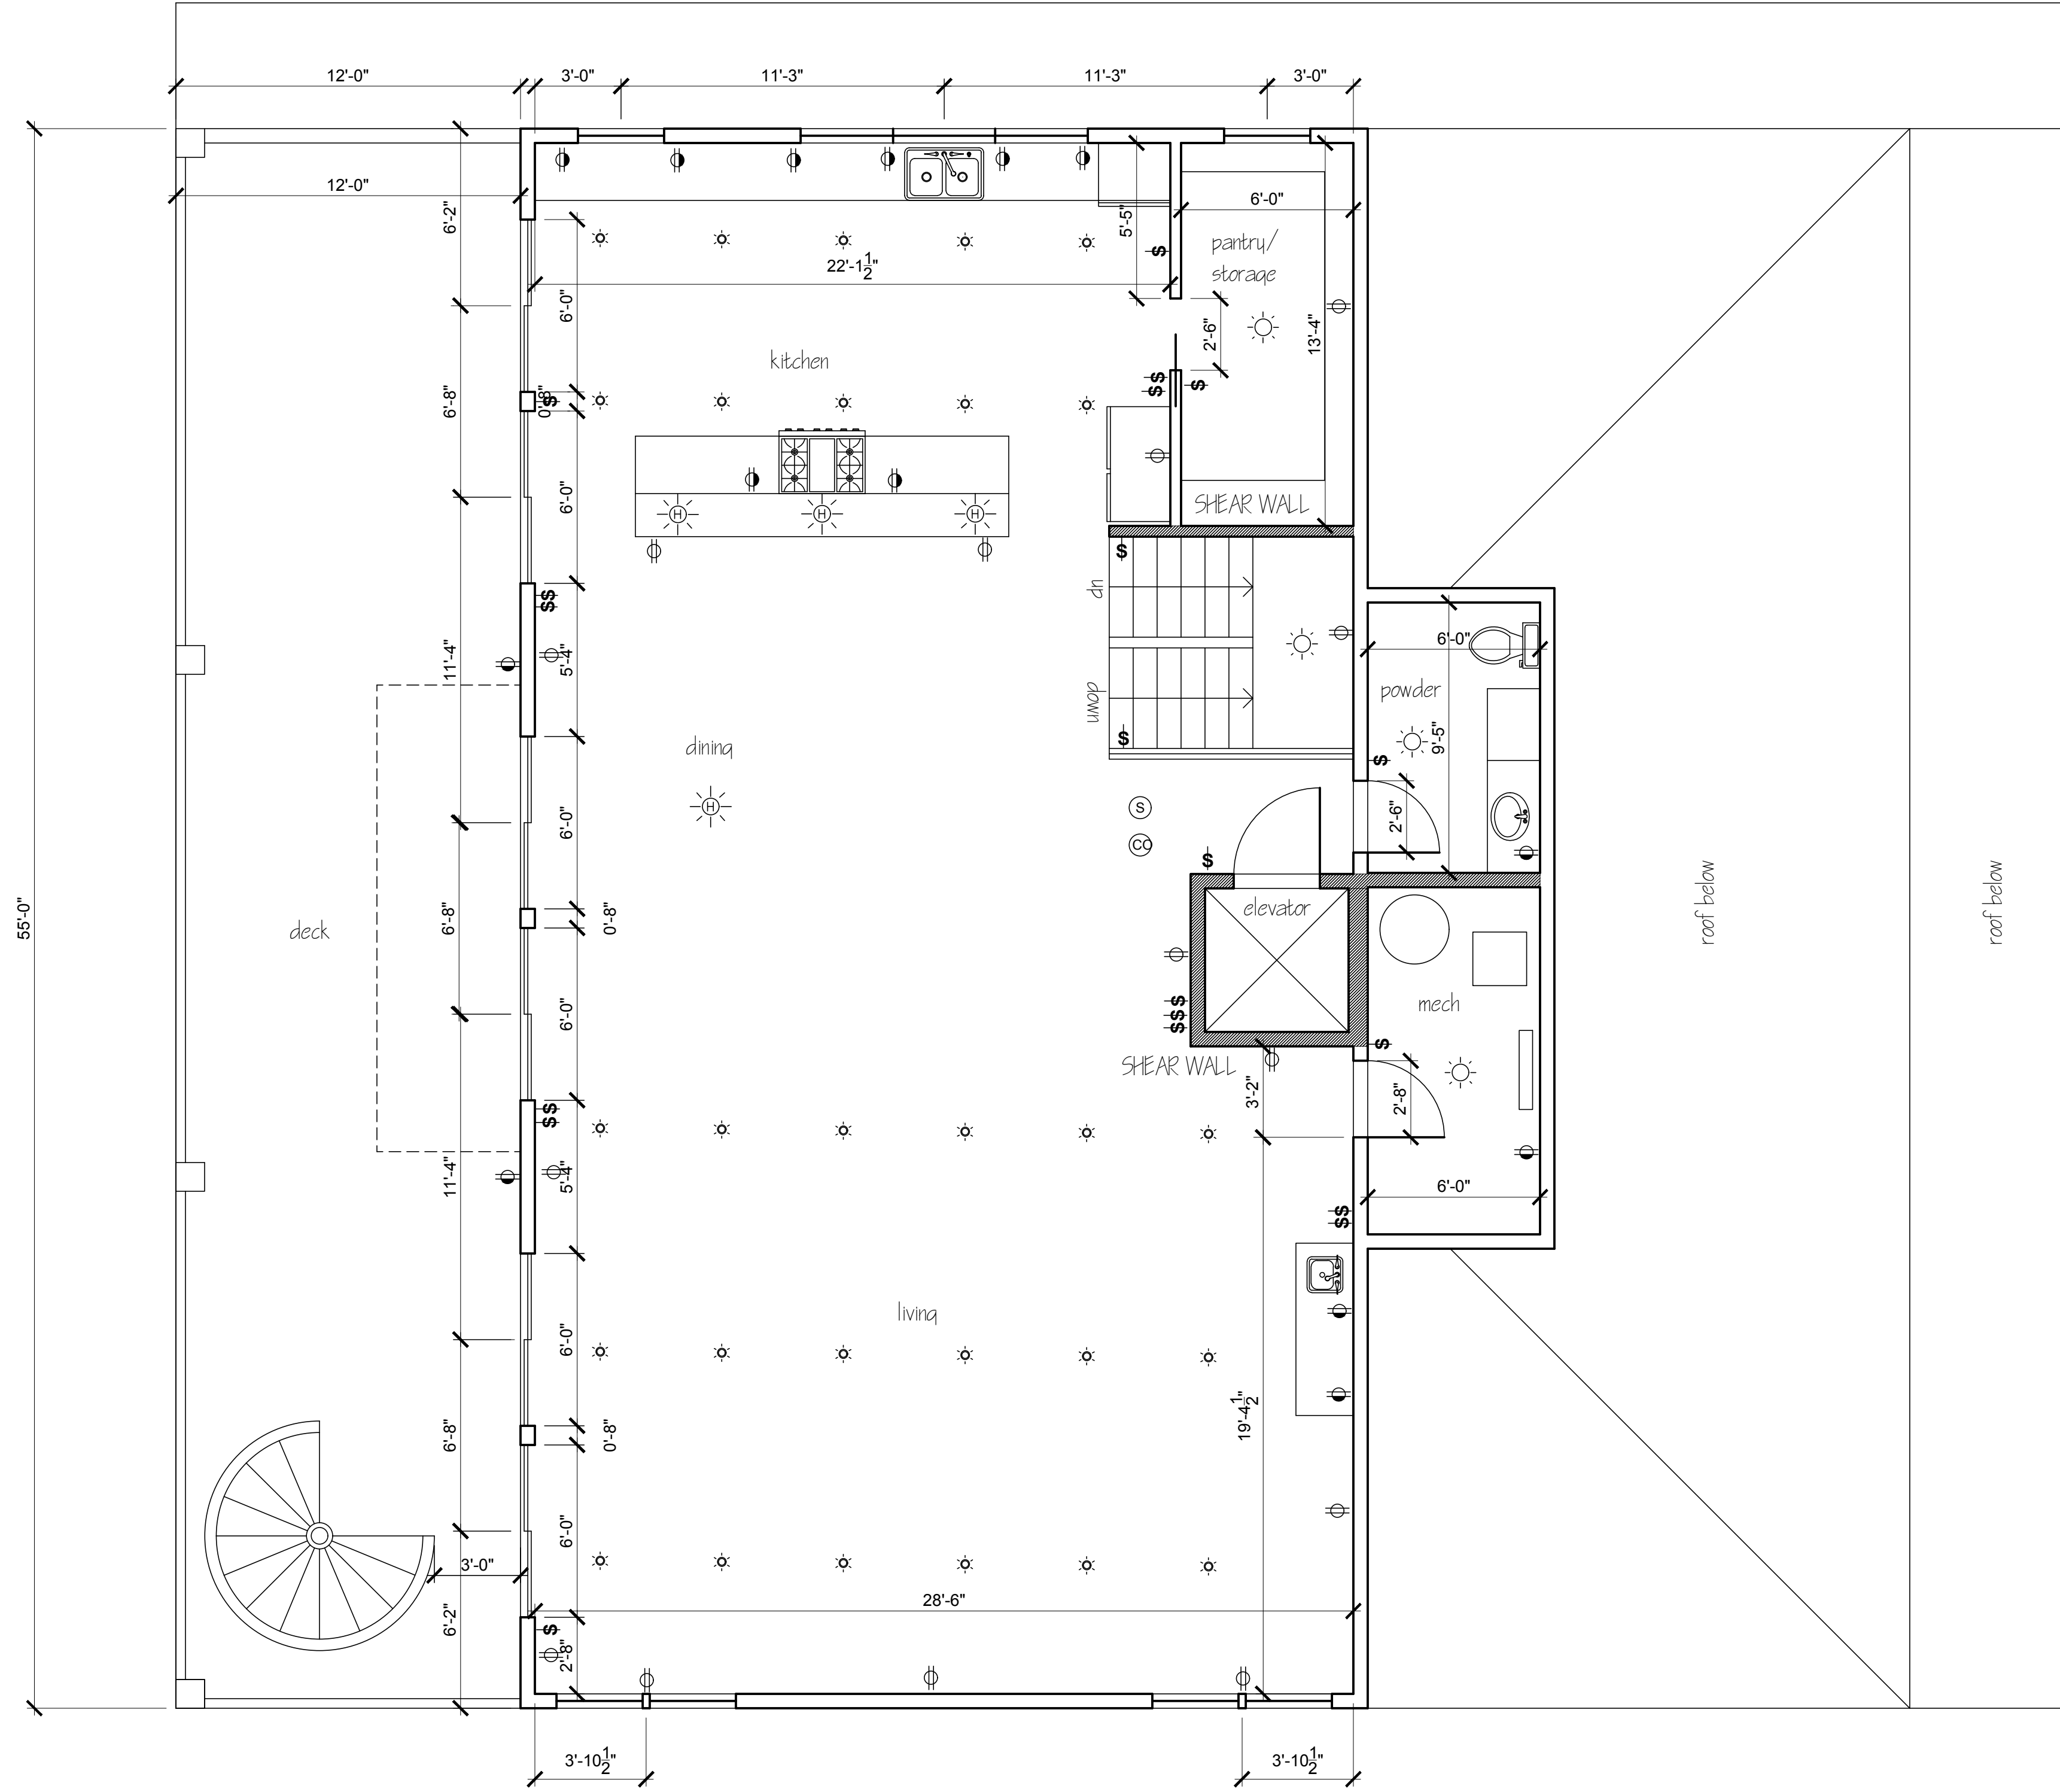 12'-0"
3'-0"
11'-3"
11'-3"
3'-0"
12'-0"
6'-2"
5'-5"
6'-0"
pantry/
storage
22'-1 1/2"
6'-0"
2'-6"
13'-4"
kitchen
6'-8"
0'-8"
$
$
$
$
$
6'-0"
SHEAR WALL
H
H
H
$
up
$$
11'-4"
5'-4"
6'-0"
powder
down
$
9'-5"
$
dining
H
6'-0"
S
CO
2'-6"
$
55'-0"
deck
6'-8"
0'-8"
elevator
roof below
roof below
6'-0"
$$$
mech
$
SHEAR WALL
3'-2"
2'-8"
$$
11'-4"
5'-4"
6'-0"
$$
living
6'-0"
19'-4 1/2"
6'-8"
0'-8"
6'-0"
3'-0"
28'-6"
6'-2"
$
2'-8"
3'-10 1/2"
3'-10 1/2"